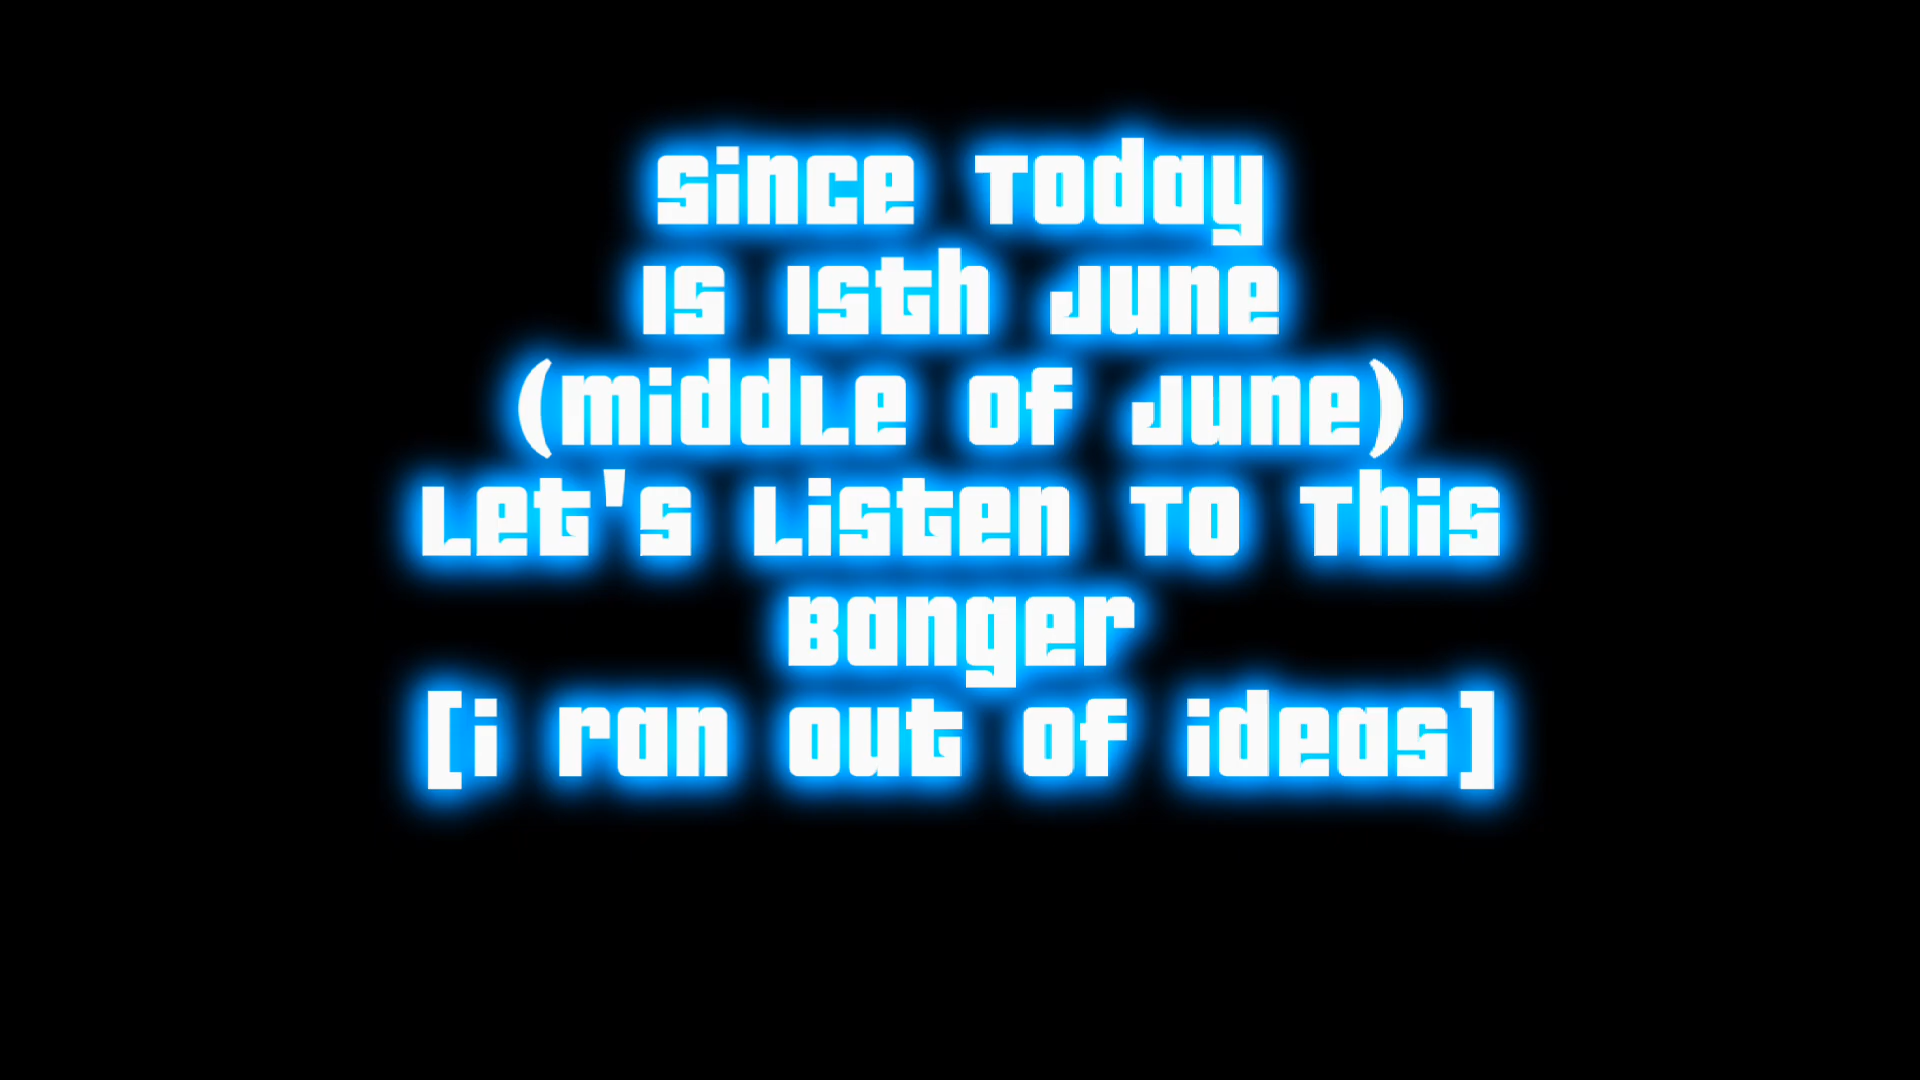 Since Today
Is 15th June
(Middle Of June)
Let's Listen To This
Banger
[i ran out of ideas]